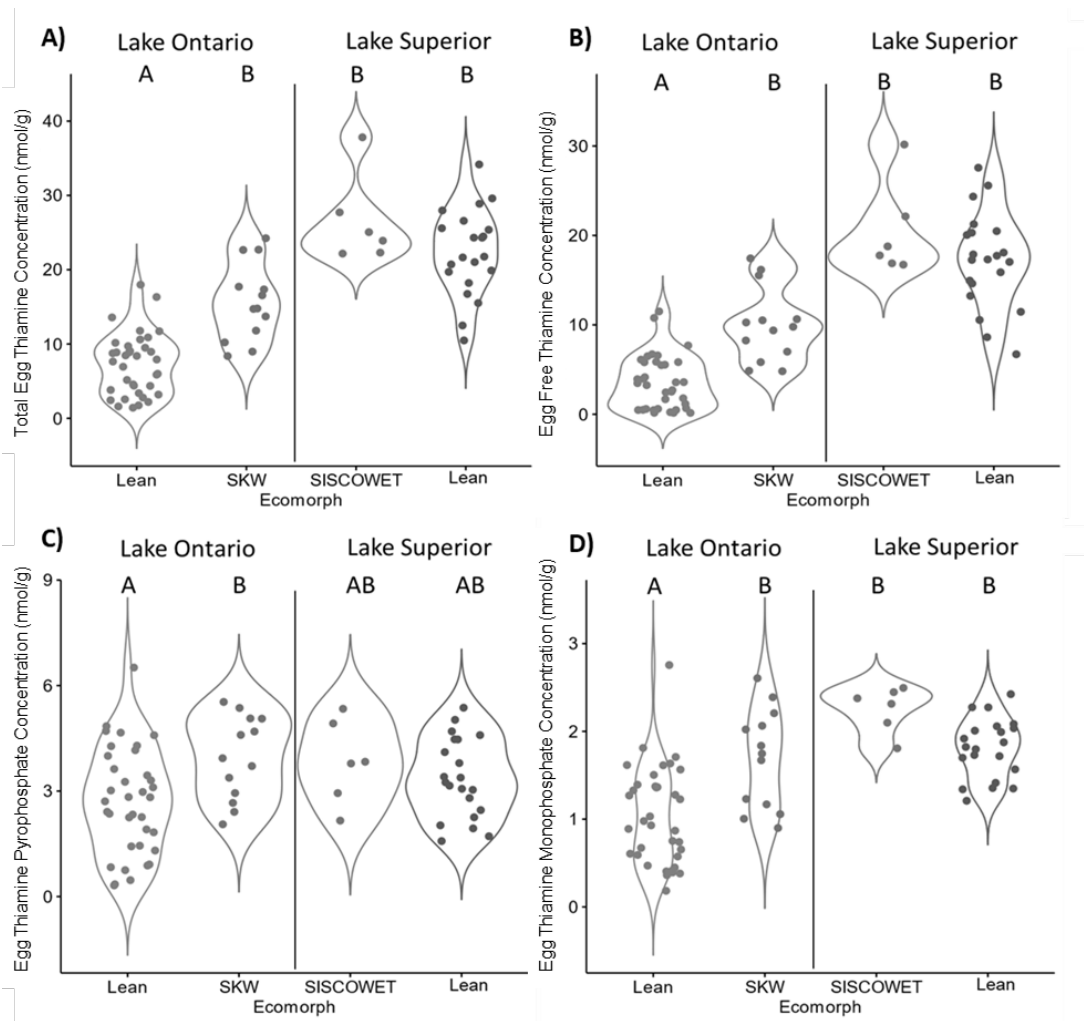 A)
Lake Ontario
Lake Superior
A
B
B
B
Total Egg Thiamine Concentration (nmol/g)
40
30
20
10
0
Lean
SKW
SISCOWET
Lean
Ecomorph
B)
Lake Ontario
Lake Superior
A
B
B
B
Egg Free Thiamine Concentration (nmol/g)
30
20
10
0
Lean
SKW
SISCOWET
Lean
Ecomorph
C)
Lake Ontario
Lake Superior
A
B
AB
AB
Egg Thiamine Pyrophosphate Concentration (nmol/g)
9
6
3
0
Lean
SKW
SISCOWET
Lean
Ecomorph
D)
Lake Ontario
Lake Superior
A
B
B
B
Egg Thiamine Monophosphate Concentration (nmol/g)
3
2
1
0
Lean
SKW
SISCOWET
Lean
Ecomorph